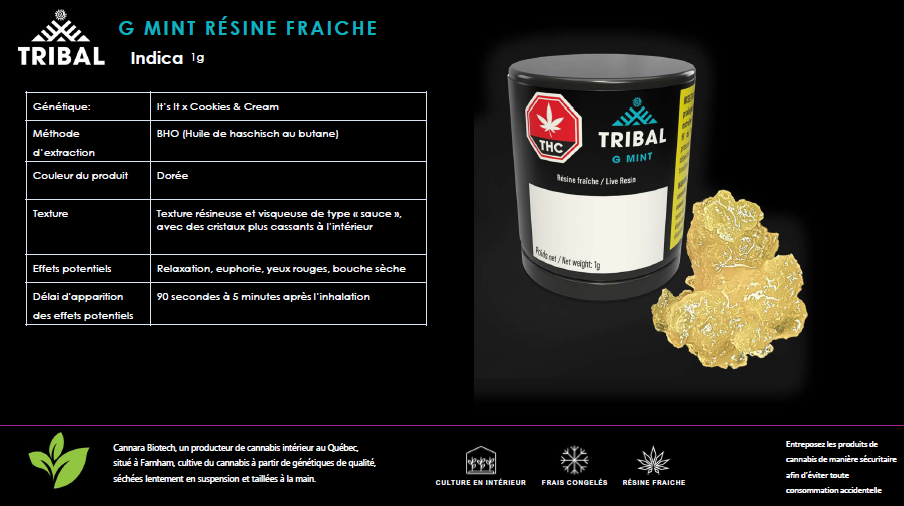 TRIBAL
G MINT RÉSINE FRAICHE
Indica 1g
Génétique:
It's It x Cookies & Cream
Méthode
d'extraction
BHO (Huile de haschisch au butane)
Couleur du produit
Dorée
Texture
Texture résineuse et visqueuse de type « sauce »,
avec des cristaux plus cassants à l'intérieur
Effets potentiels
Relaxation, euphorie, yeux rouges, bouche sèche
Délai d'apparition
des effets potentiels
90 secondes à 5 minutes après l'inhalation
THC
TRIBAL
G MINT
Résine fraîche / Live Resin
Poids net / Net weight: 1g
Cannara Biotech, un producteur de cannabis intérieur au Québec,
situé à Farnham, cultive du cannabis à partir de génétiques de qualité,
séchées lentement en suspension et taillées à la main.
CULTURE EN INTÉRIEUR
FRAIS CONGELÉS
RÉSINE FRAICHE
Entreposez les produits de
cannabis de manière sécuritaire
afin d'éviter toute
consommation accidentelle